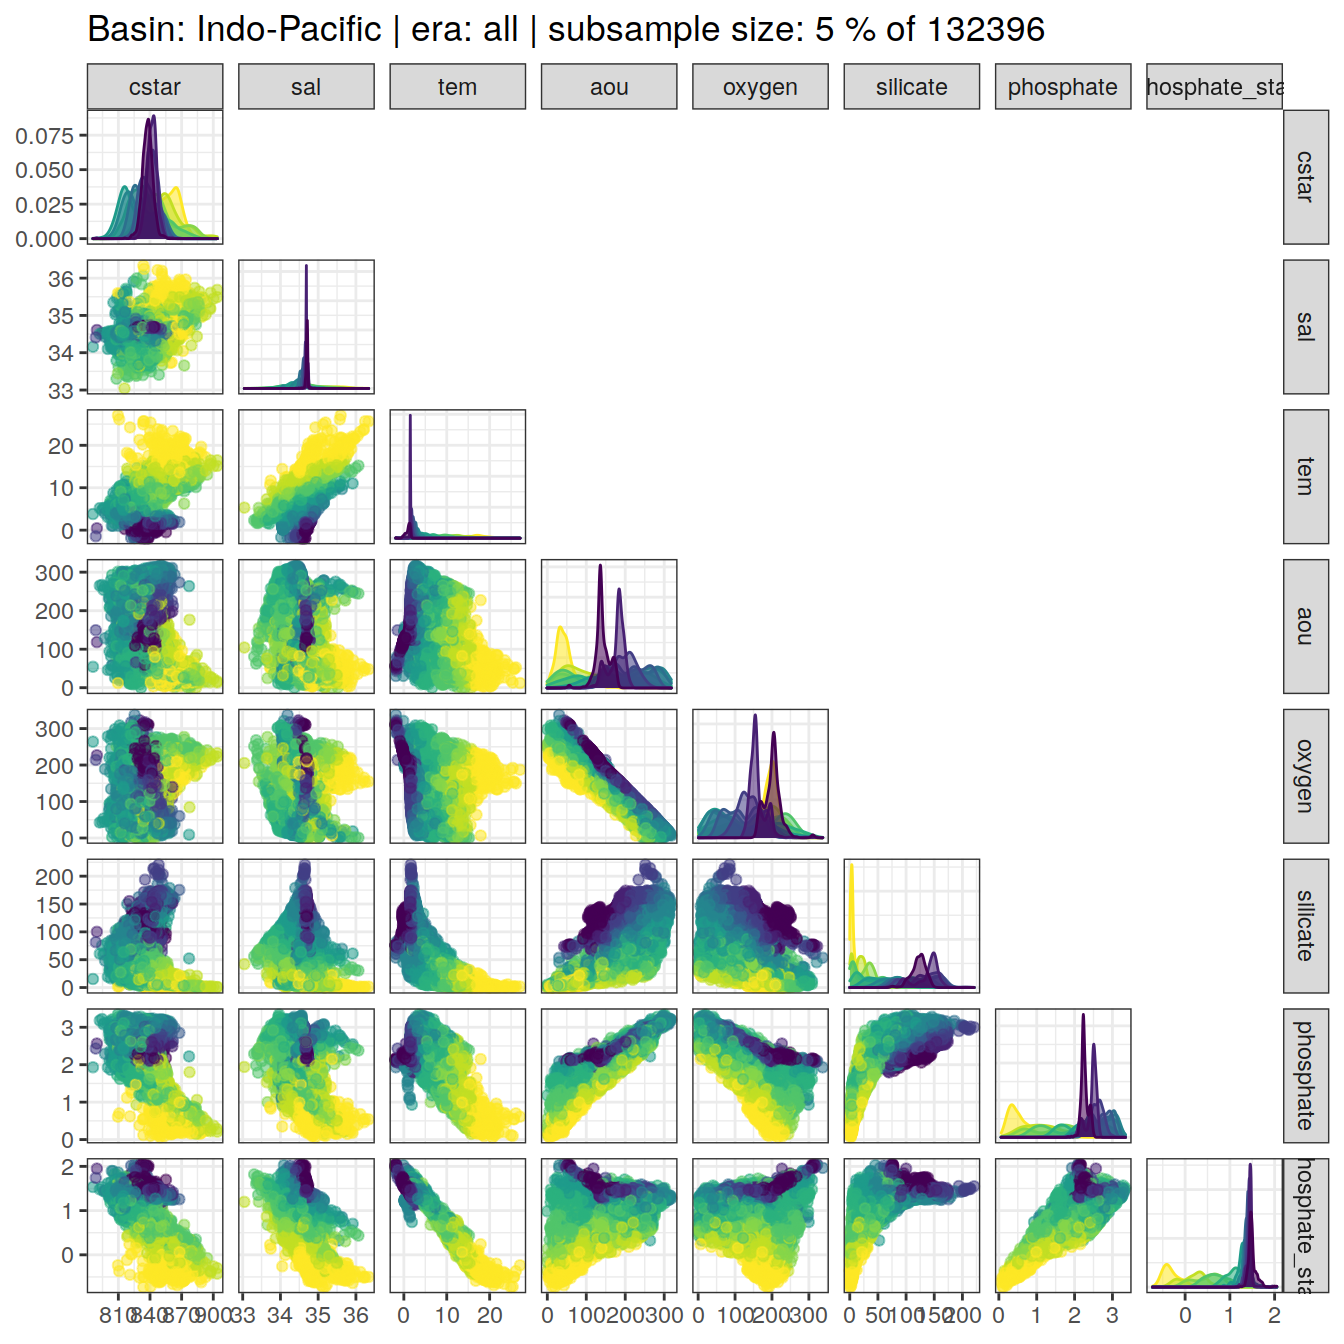 Basin: Indo-Pacific | era: all | subsample size: 5 % of 132396
cstar sal tem aou oxygen silicate phosphate hosphate_sta
0.075
0.050
0.025
0.000
cstar
36
35
34
33
sal
20
10
0
tem
300
200
100
0
aou
300
200
100
0
oxygen
200
150
100
50
0
silicate
3
2
1
0
phosphate
2
1
0
hosphate_sta
810 840 870 900 33 34 35 36 0 10 20 0 100 200 300 0 100 200 300 0 50 100 150 200 0 1 2 3 0 1 2